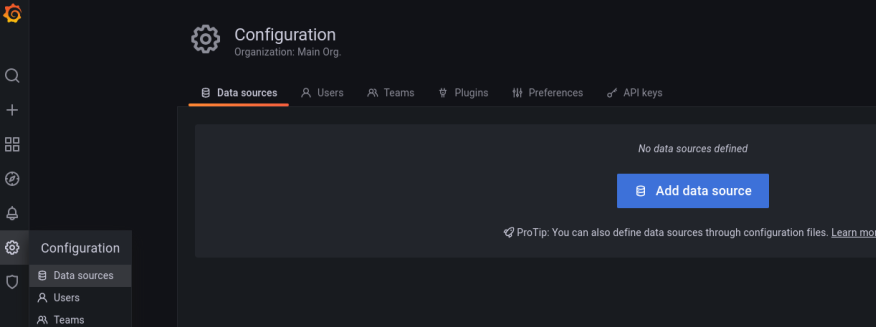 Configuration
Organization: Main Org.
Data sources Users Teams Plugins Preferences API keys
No data sources defined
Add data source
ProTip: You can also define data sources through configuration files. Learn
Configuration
Data sources
Users
Teams